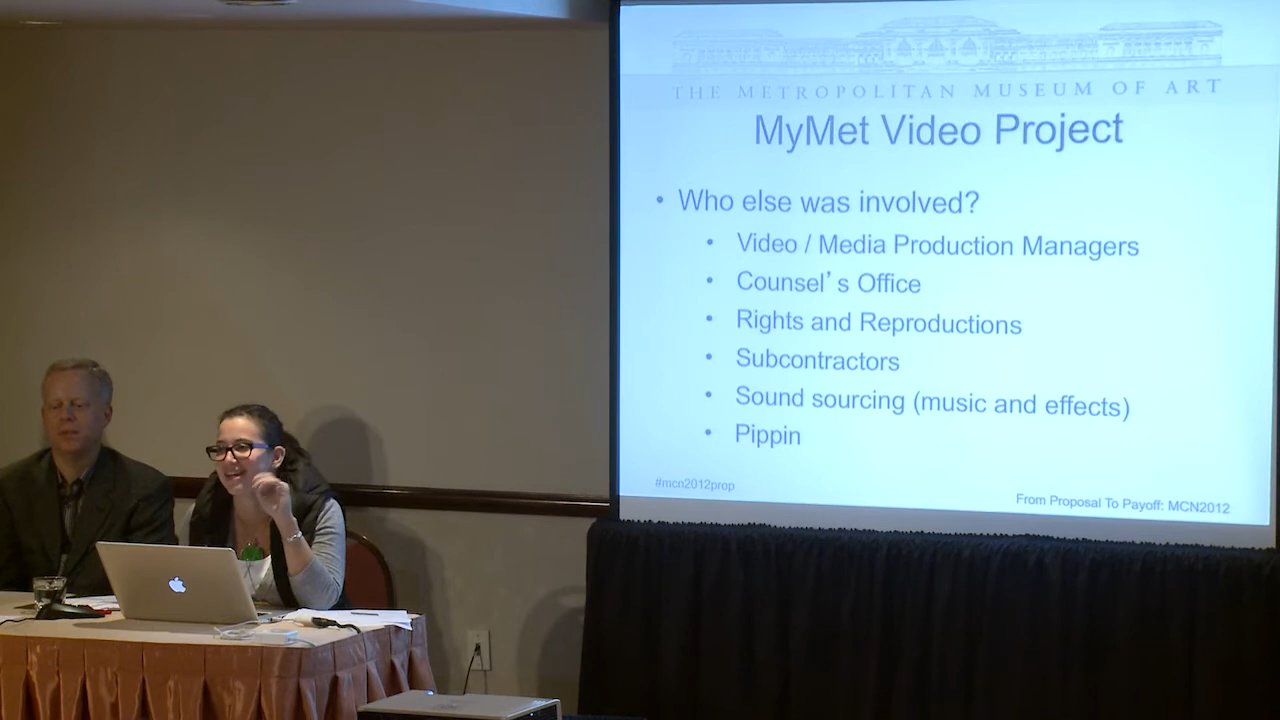 THE METROPOLITAN MUSEUM OF ART
MyMet Video Project
• Who else was involved?
• Video / Media Production Managers
• Counsel's Office
• Rights and Reproductions
• Subcontractors
• Sound sourcing (music and effects)
• Pippin
#mcn2012prop
From Proposal To Payoff: MCN2012